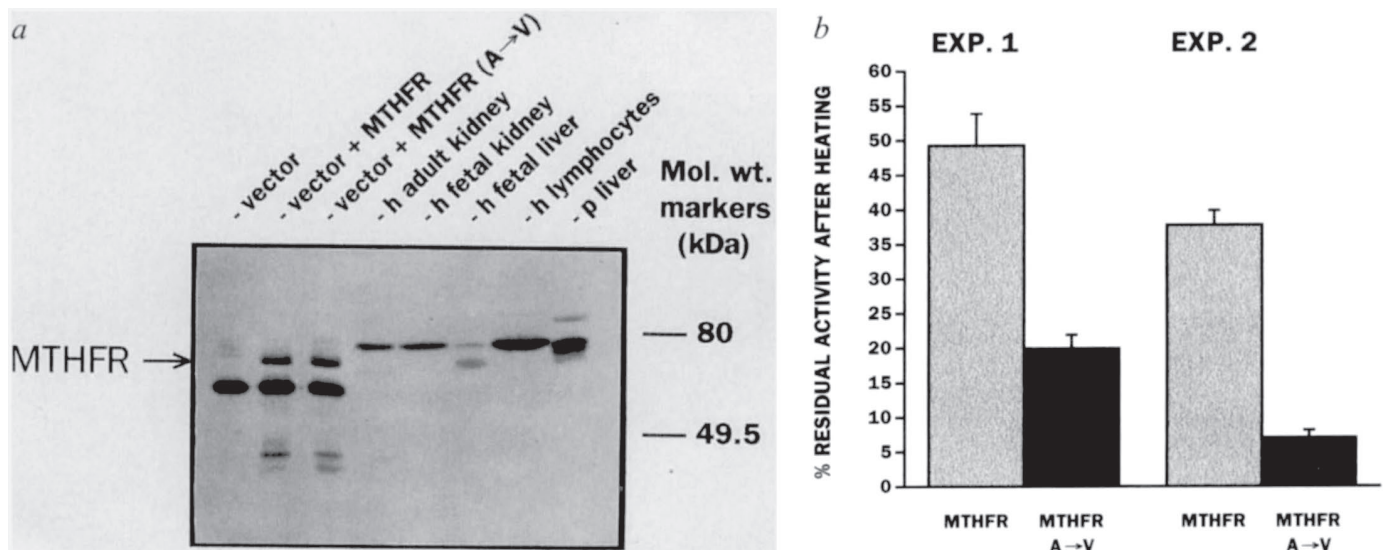 a
- vector
- vector + MTHFR
- vector + MTHFR (A→V)
- h adult kidney
- h fetal kidney
- h fetal liver
- h lymphocytes
- p liver
Mol. wt.
markers
(kDa)
80
MTHFR
49.5
b
EXP. 1 EXP. 2
% RESIDUAL ACTIVITY AFTER HEATING
60
55
50
45
40
35
30
25
20
15
10
5
0
MTHFR MTHFR MTHFR MTHFR
A→V A→V